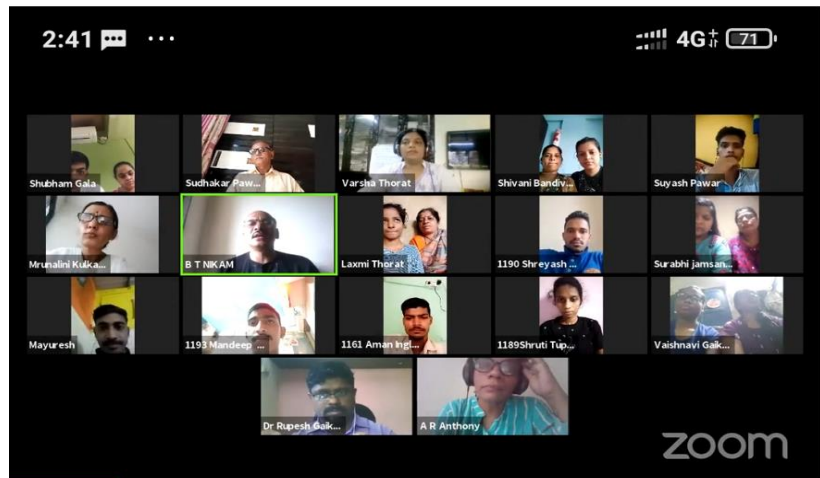 2:41 ... 4G+ 71
Shubham Gala Sudhakar Paw... Varsha Thorat Shivani Bandiv... Suyash Pawar
Mrunalini Kulka... B T NIKAM Laxmi Thorat 1190 Shreyash ... Surabhi jamsan...
Mayuresh 1193 Mandeep ... 1161 Aman Ingl... 1189Shruti Tup... Vaishnavi Gaik...
Dr Rupesh Gaik... A R Anthony
zoom